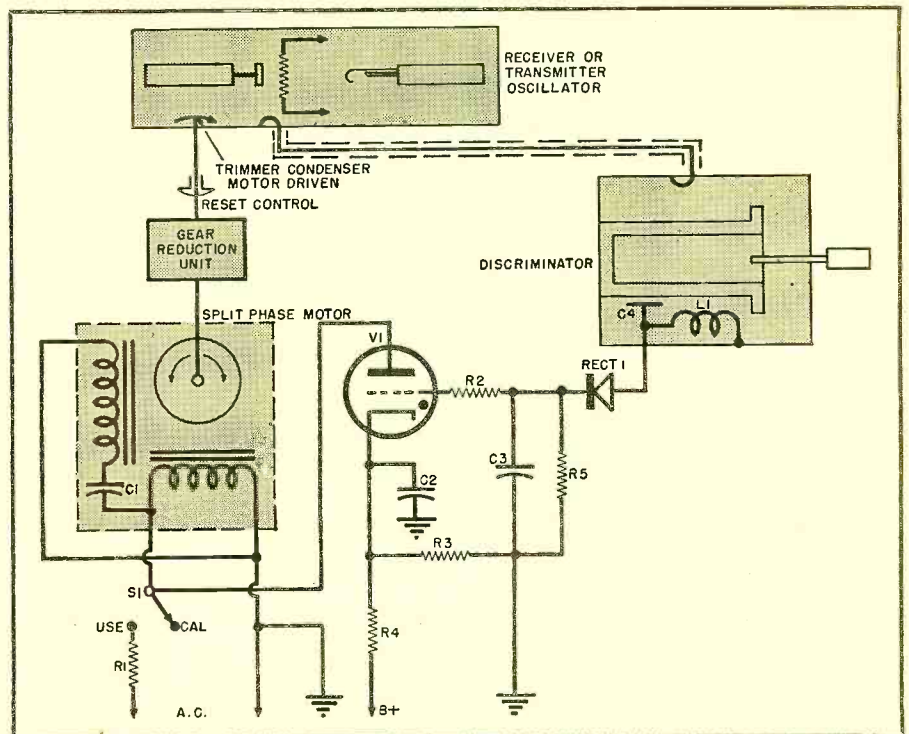 RECEIVER OR
TRANSMITTER
OSCILLATOR
TRIMMER CONDENSER
MOTOR DRIVEN
RESET CONTROL
GEAR
REDUCTION
UNIT
DISCRIMINATOR
C4
L1
SPLIT PHASE MOTOR
V1
RECT 1
R2
C1
C2
C3
R5
R3
S1
USE
CAL
R4
R1
A.C.
B+